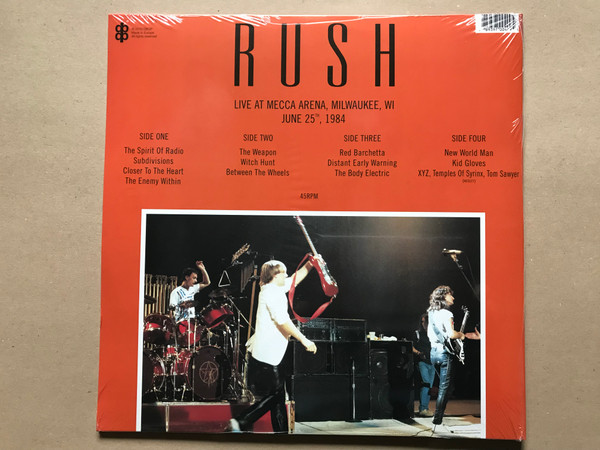 RUSH
LIVE AT MECCA ARENA, MILWAUKEE, WI
JUNE 25th, 1984
SIDE ONE
The Spirit Of Radio
Subdivisions
Closer To The Heart
The Enemy Within
SIDE TWO
The Weapon
Witch Hunt
Between The Wheels
SIDE THREE
Red Barchetta
Distant Early Warning
The Body Electric
SIDE FOUR
New World Man
Kid Gloves
XYZ, Temples Of Syrinx, Tom Sawyer
45RPM